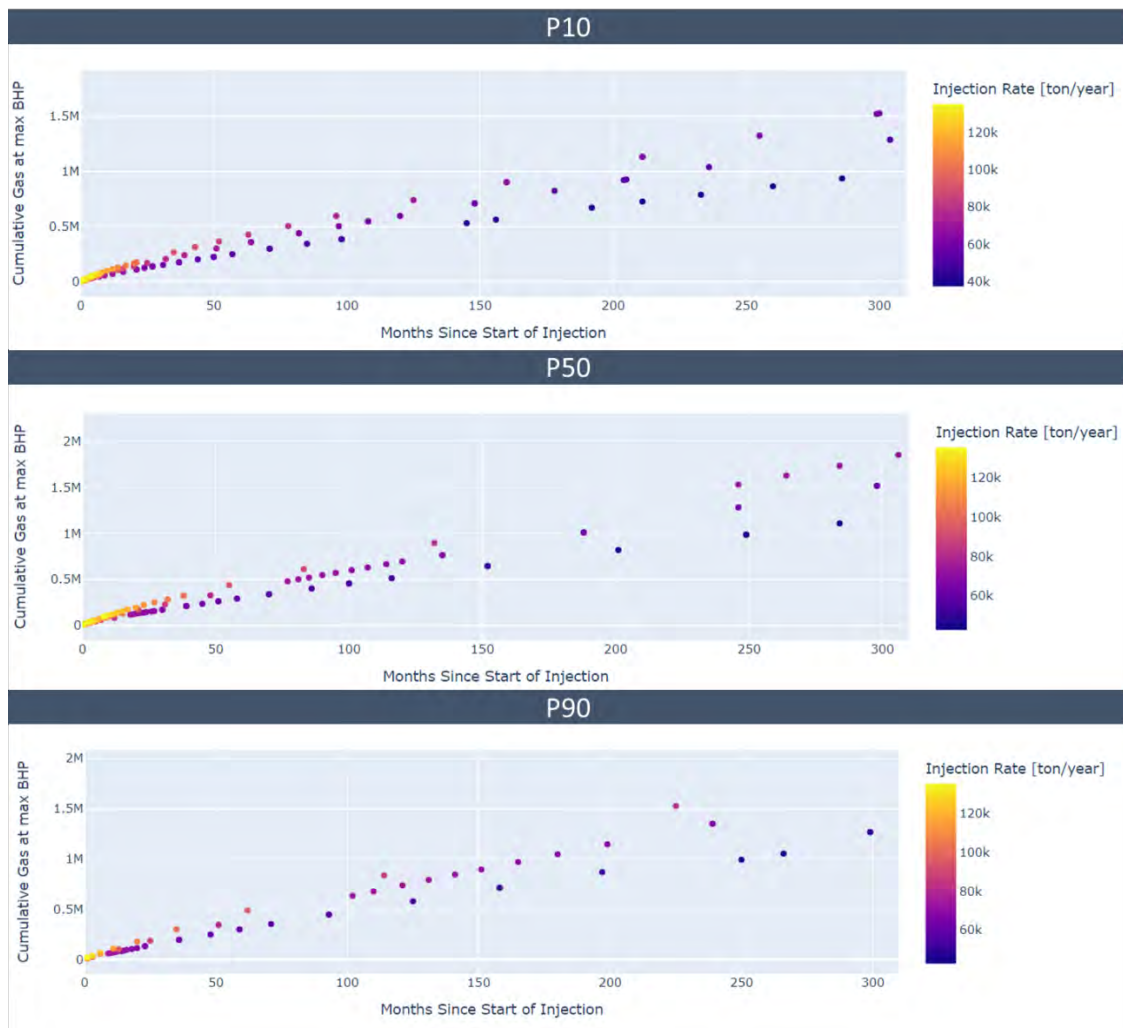 P10
Cumulative Gas at max BHP
1.5M
1M
0.5M
0
0
50
100
150
200
250
300
Months Since Start of Injection
Injection Rate [ton/year]
120k
100k
80k
60k
40k
P50
Cumulative Gas at max BHP
2M
1.5M
1M
0.5M
0
0
50
100
150
200
250
300
Months Since Start of Injection
Injection Rate [ton/year]
120k
100k
80k
60k
P90
Cumulative Gas at max BHP
2M
1.5M
1M
0.5M
0
0
50
100
150
200
250
300
Months Since Start of Injection
Injection Rate [ton/year]
120k
100k
80k
60k